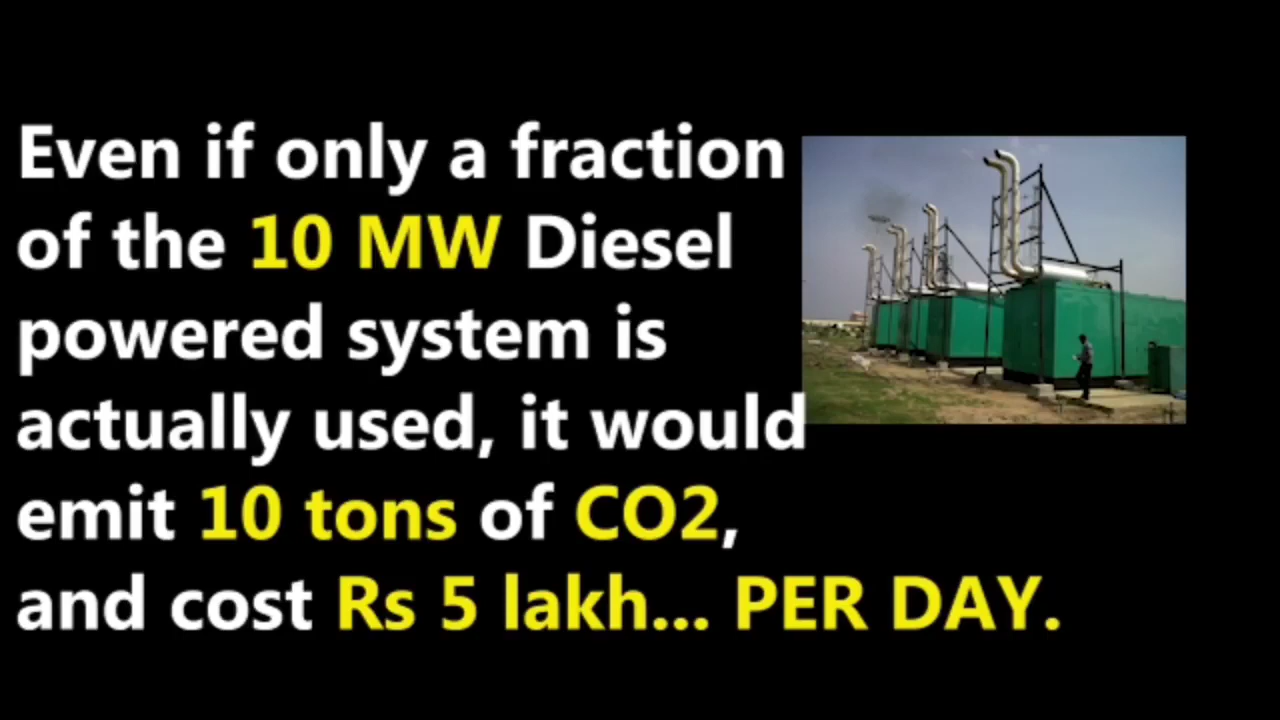 Even if only a fraction
of the 10 MW Diesel
powered system is
actually used, it would
emit 10 tons of CO2,
and cost Rs 5 lakh... PER DAY.